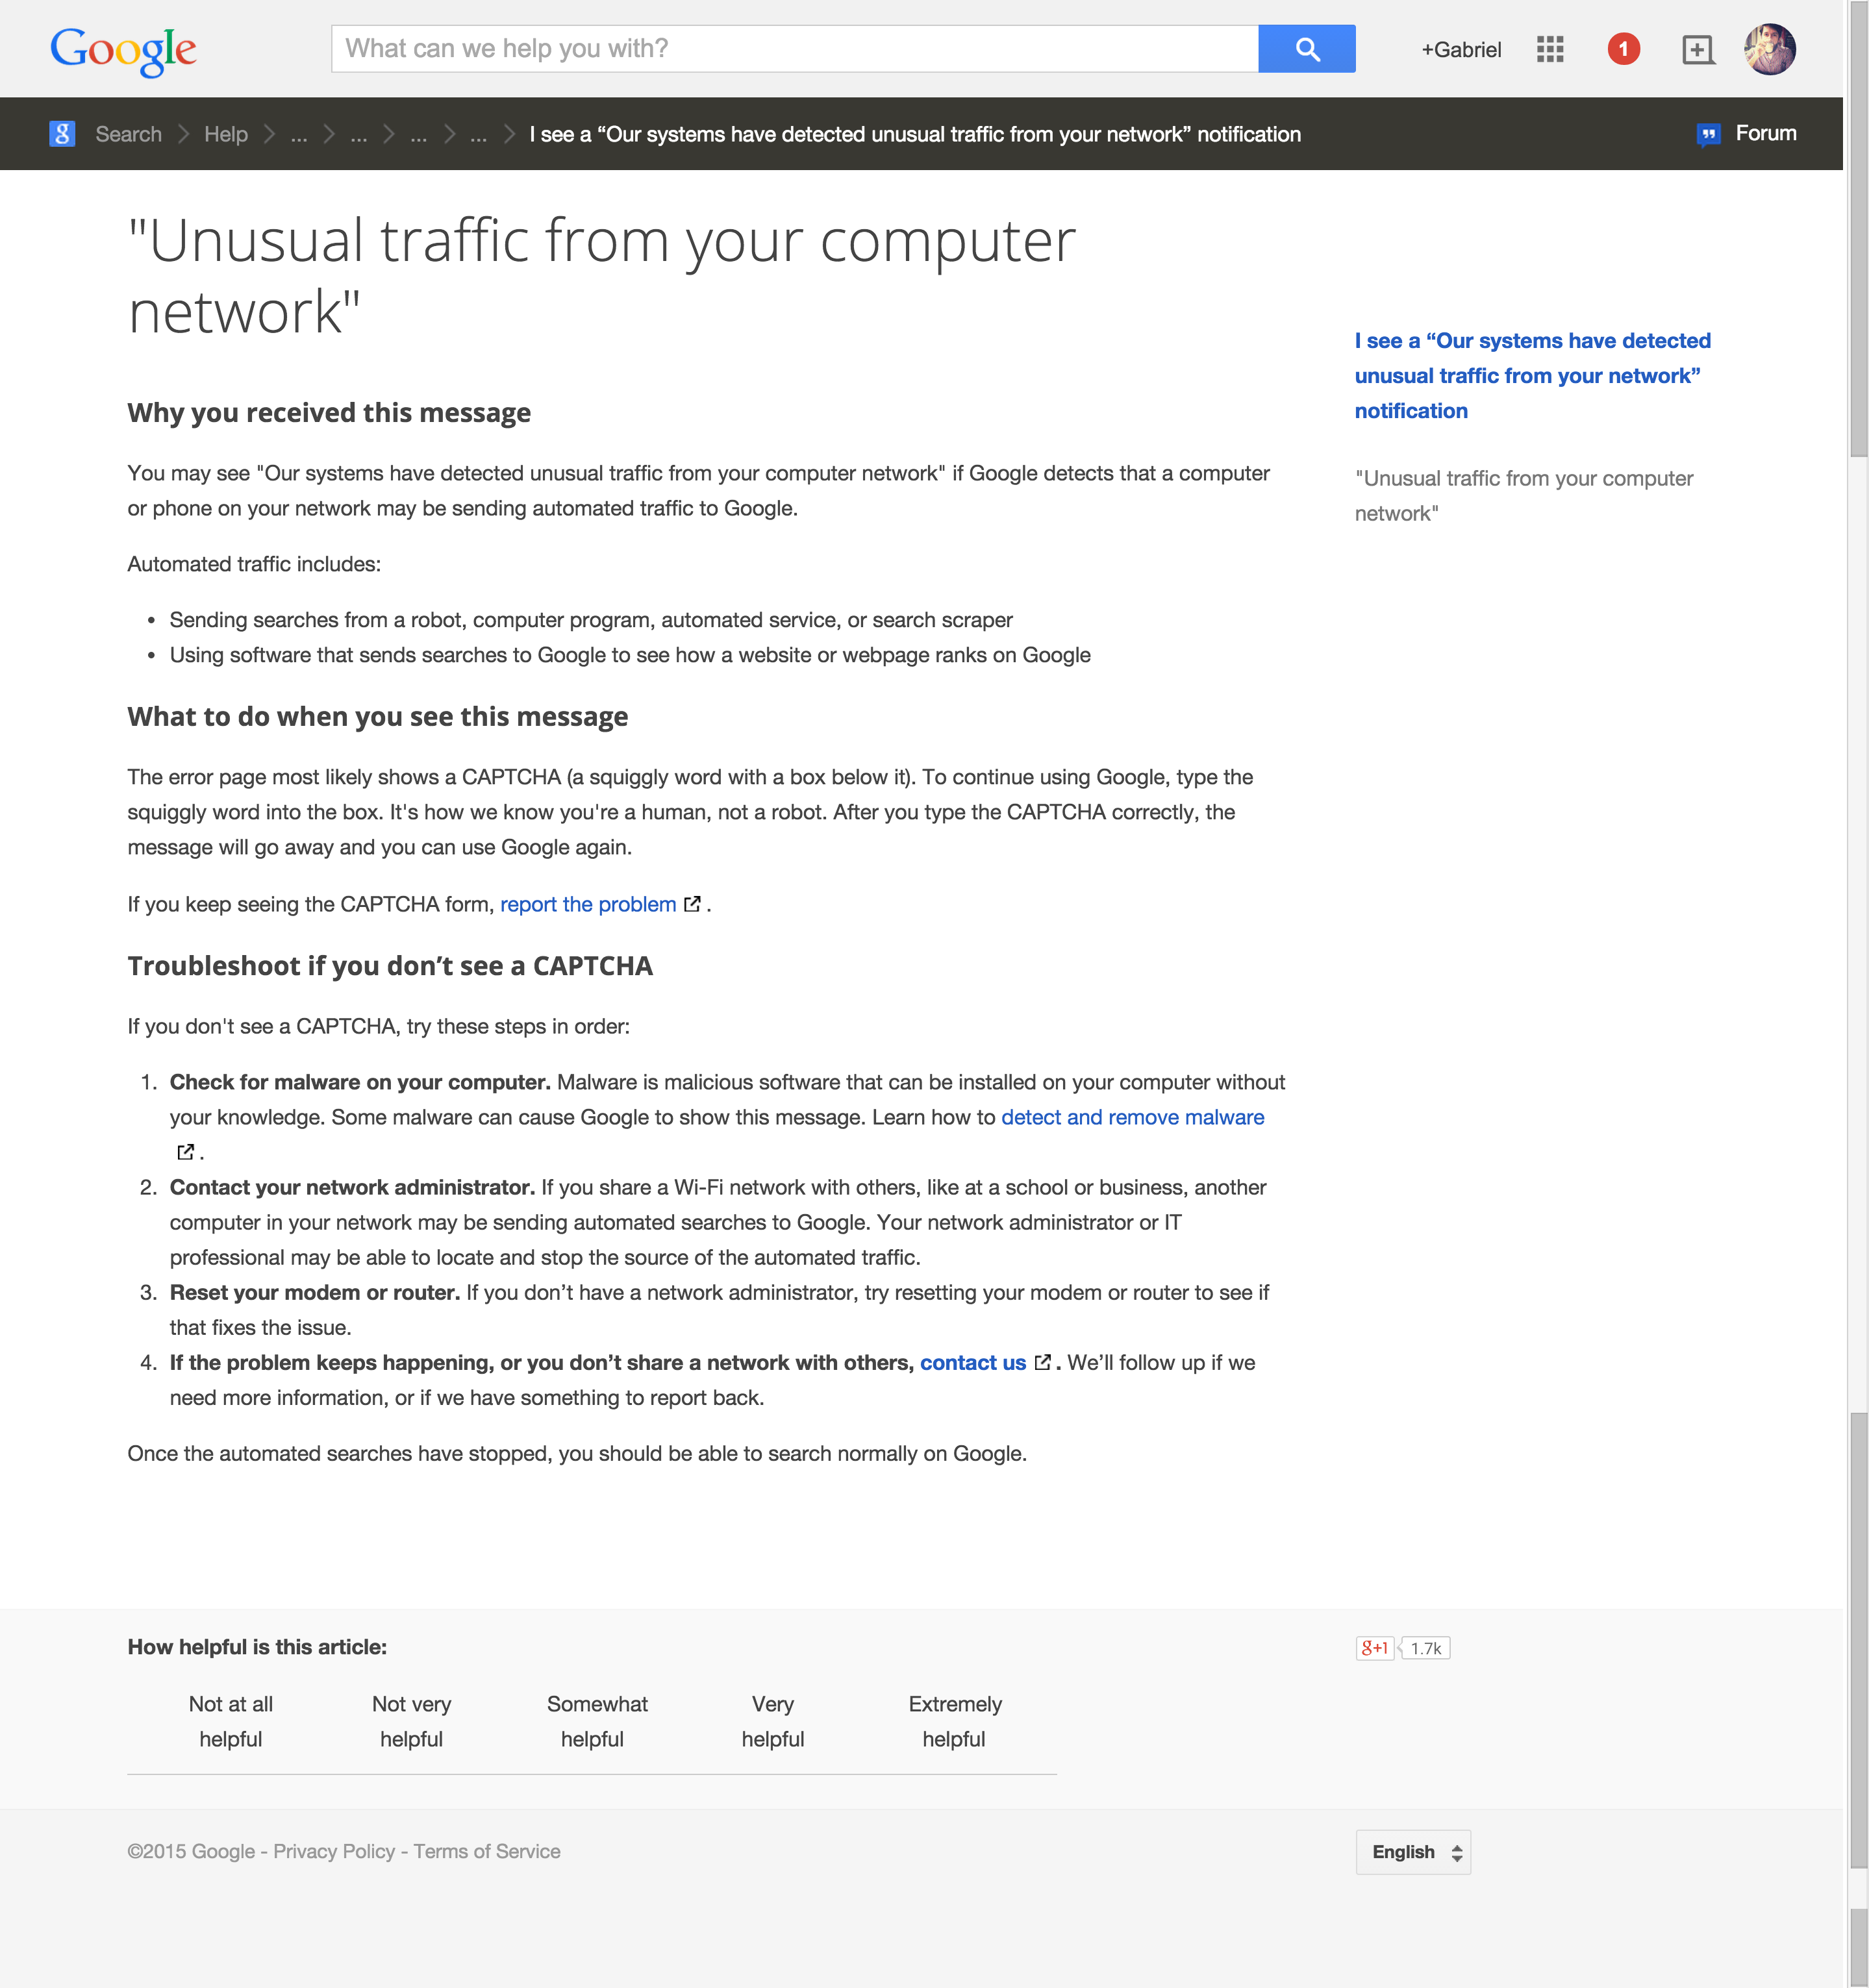 Google
What can we help you with?
+Gabriel
1
g Search Help ... ... ... ... I see a “Our systems have detected unusual traffic from your network” notification
Forum
"Unusual traffic from your computer
network"
I see a “Our systems have detected
unusual traffic from your network”
notification
"Unusual traffic from your computer
network"
Why you received this message
You may see "Our systems have detected unusual traffic from your computer network" if Google detects that a computer
or phone on your network may be sending automated traffic to Google.
Automated traffic includes:
• Sending searches from a robot, computer program, automated service, or search scraper
• Using software that sends searches to Google to see how a website or webpage ranks on Google
What to do when you see this message
The error page most likely shows a CAPTCHA (a squiggly word with a box below it). To continue using Google, type the
squiggly word into the box. It's how we know you're a human, not a robot. After you type the CAPTCHA correctly, the
message will go away and you can use Google again.
If you keep seeing the CAPTCHA form, report the problem .
Troubleshoot if you don’t see a CAPTCHA
If you don't see a CAPTCHA, try these steps in order:
1. Check for malware on your computer. Malware is malicious software that can be installed on your computer without
your knowledge. Some malware can cause Google to show this message. Learn how to detect and remove malware
.
2. Contact your network administrator. If you share a Wi-Fi network with others, like at a school or business, another
computer in your network may be sending automated searches to Google. Your network administrator or IT
professional may be able to locate and stop the source of the automated traffic.
3. Reset your modem or router. If you don’t have a network administrator, try resetting your modem or router to see if
that fixes the issue.
4. If the problem keeps happening, or you don’t share a network with others, contact us . We’ll follow up if we
need more information, or if we have something to report back.
Once the automated searches have stopped, you should be able to search normally on Google.
How helpful is this article:
g+1 1.7k
Not at all Not very Somewhat Very Extremely
helpful helpful helpful helpful helpful
©2015 Google - Privacy Policy - Terms of Service
English